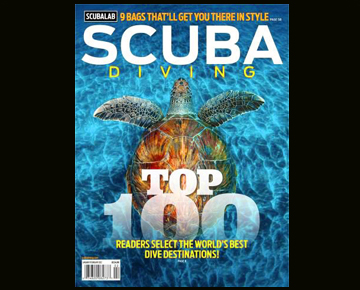 SCUBALAB 9 BAGS THAT'LL GET YOU THERE IN STYLE
SCUBA
DIVING
TOP
100
READERS SELECT THE WORLD'S BEST
DIVE DESTINATIONS!